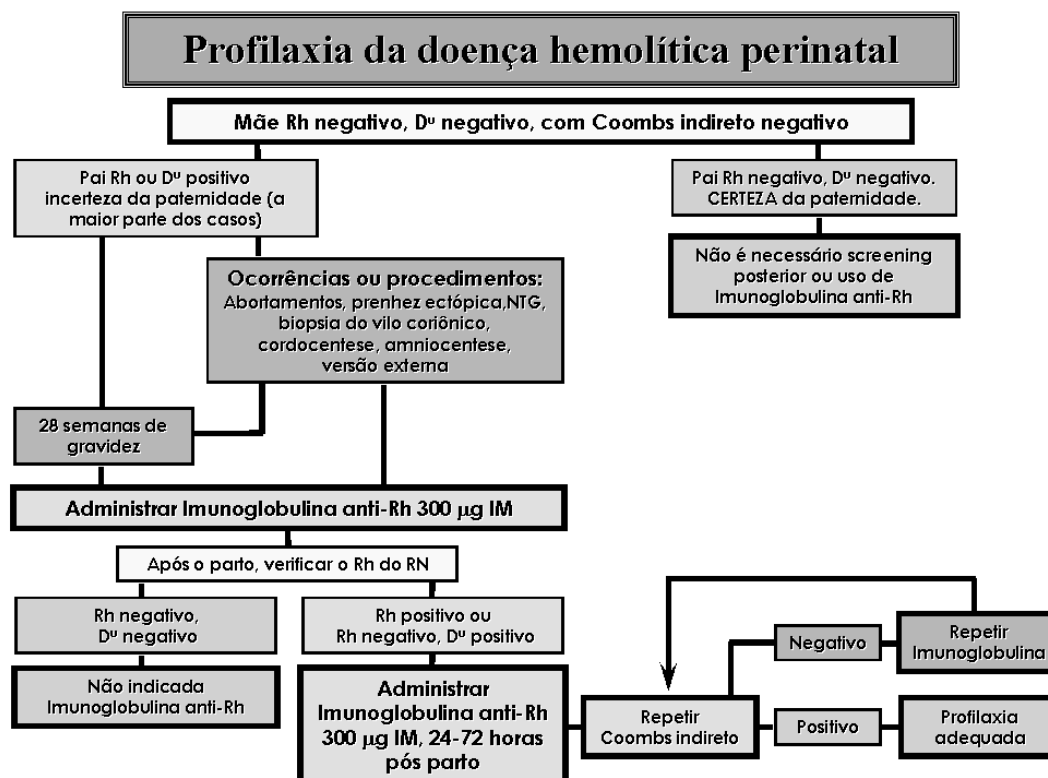 Profilaxia da doença hemolítica perinatal
Mãe Rh negativo, Dᵘ negativo, com Coombs indireto negativo
Pai Rh ou Dᵘ positivo
incerteza da paternidade (a
maior parte dos casos)
Pai Rh negativo, Dᵘ negativo.
CERTEZA da paternidade.
Não é necessário screening
posterior ou uso de
Imunoglobulina anti-Rh
Ocorrências ou procedimentos:
Abortamentos, prenhez ectópica,NTG,
biopsia do vilo coriônico,
cordocentese, amniocentese,
versão externa
28 semanas de
gravidez
Administrar Imunoglobulina anti-Rh 300 µg IM
Após o parto, verificar o Rh do RN
Rh negativo,
Dᵘ negativo
Rh positivo ou
Rh negativo, Dᵘ positivo
Não indicada
Imunoglobulina anti-Rh
Administrar
Imunoglobulina anti-Rh
300 µg IM, 24-72 horas
pós parto
Repetir
Coombs indireto
Negativo
Repetir
Imunoglobulina
Positivo
Profilaxia
adequada